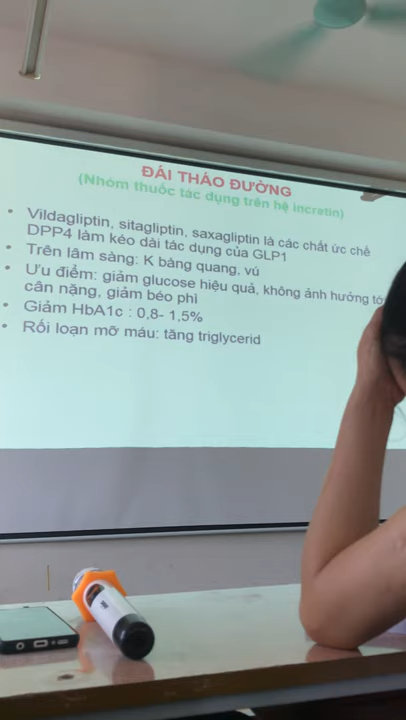 ĐÁI THÁO ĐƯỜNG
(Nhóm thuốc tác dụng trên hệ incretin)
• Vildagliptin, sitagliptin, saxagliptin là các chất ức chế
DPP4 làm kéo dài tác dụng của GLP1
• Trên lâm sàng: K bàng quang, vú
• Ưu điểm: giảm glucose hiệu quả, không ảnh hưởng tới
cân nặng, giảm béo phì
• Giảm HbA1c : 0,8- 1,5%
• Rối loạn mỡ máu: tăng triglycerid